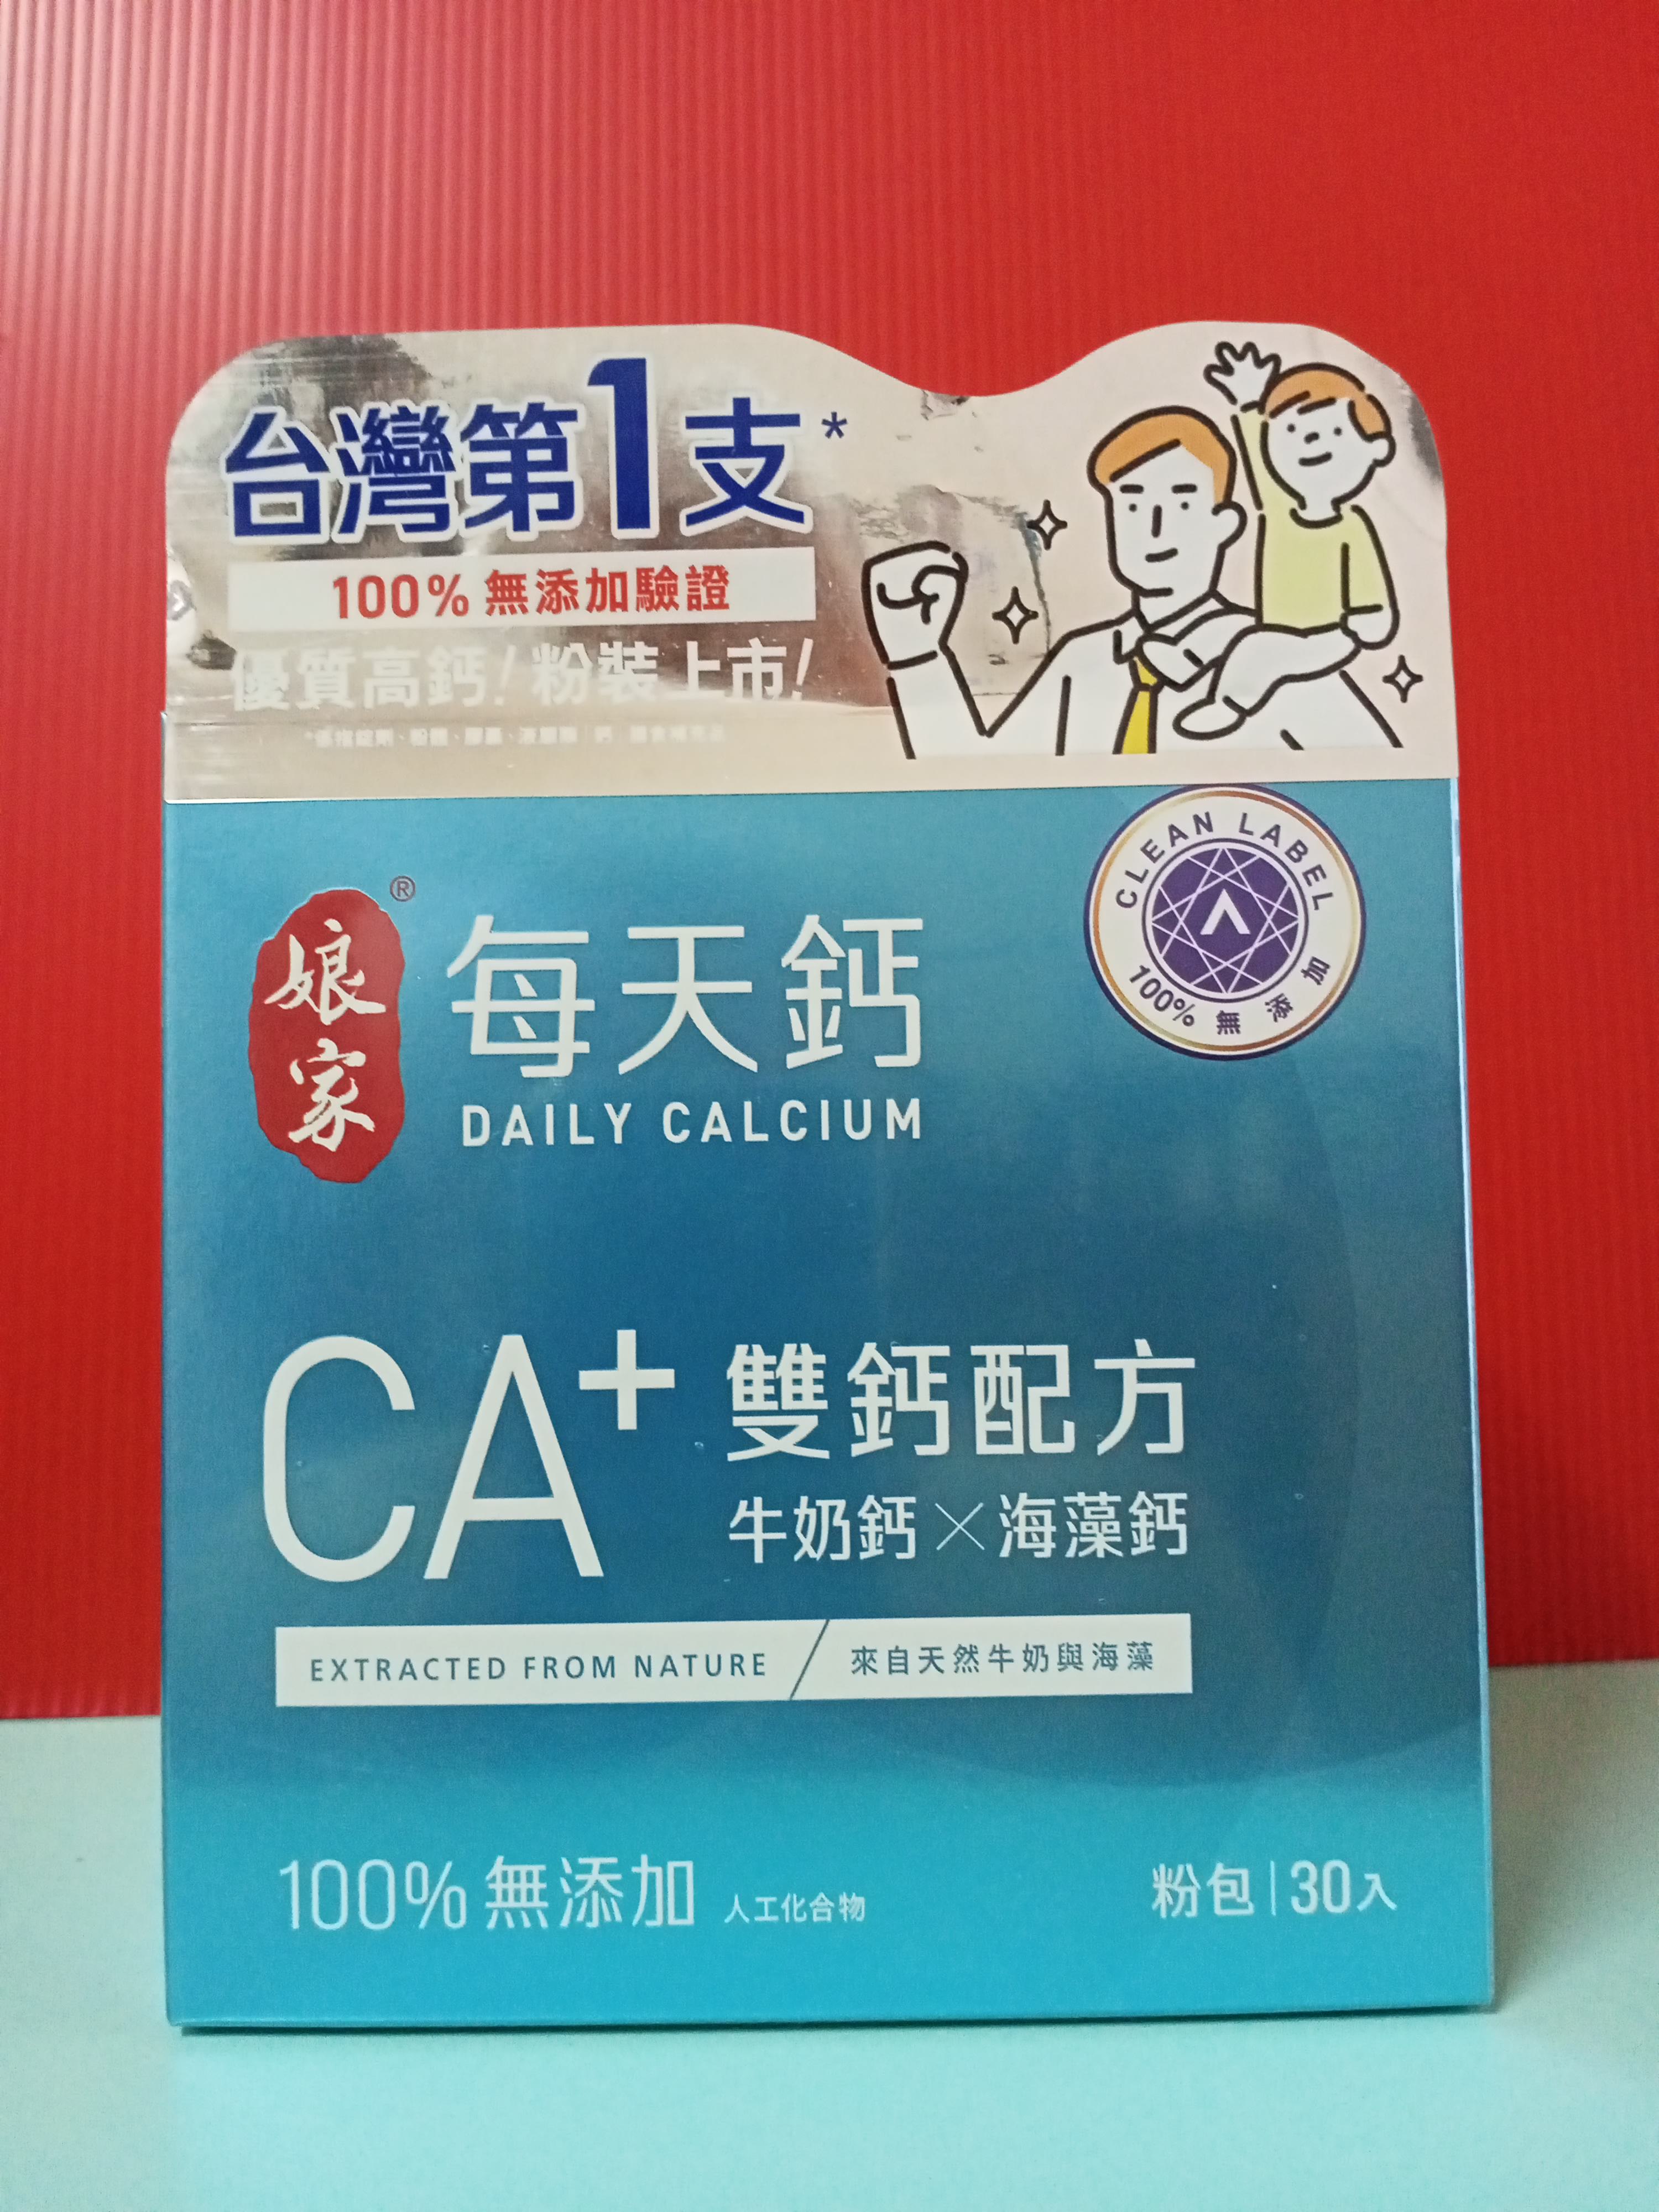 台灣第1支*
100%無添加驗證
優質高鈣！粉裝上市！
CLEAN LABEL
100% 無添加
娘家®
每天鈣
DAILY CALCIUM
CA+ 雙鈣配方
牛奶鈣×海藻鈣
EXTRACTED FROM NATURE / 來自天然牛奶與海藻
100%無添加 人工化合物
粉包|30入